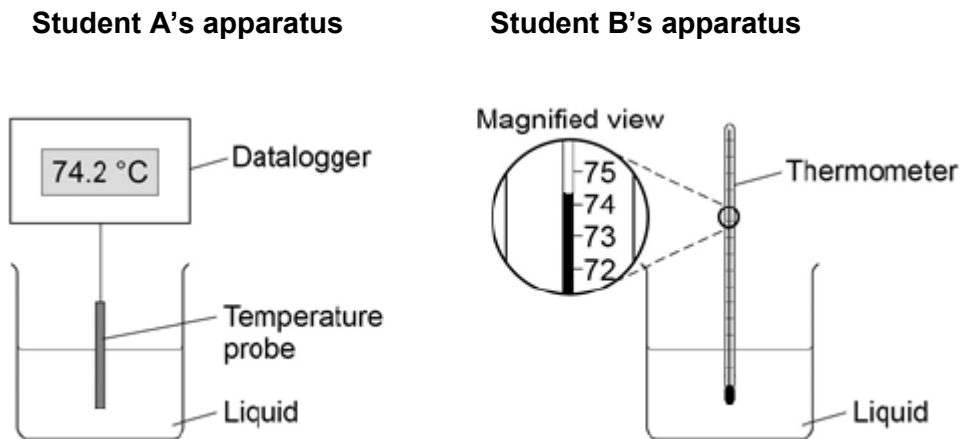 Student A’s apparatus
Student B’s apparatus
74.2 °C
Datalogger
Temperature
probe
Liquid
Magnified view
75
74
73
72
Thermometer
Liquid